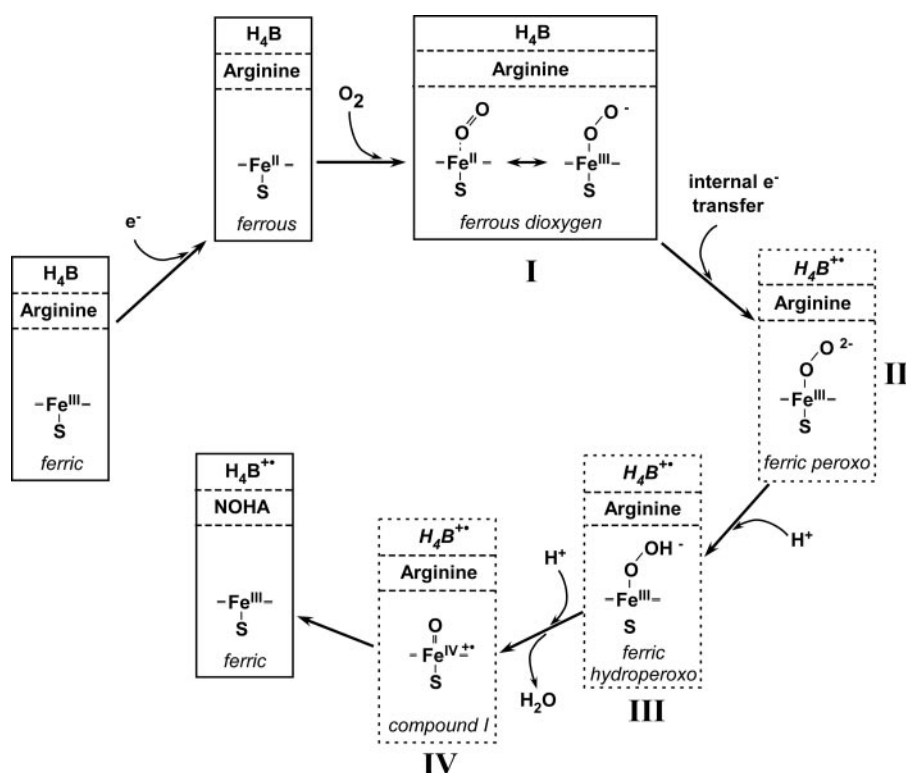 H₄B
Arginine
–Feᴵᴵᴵ–
S
ferric
e⁻
H₄B
Arginine
–Feᴵᴵ –
S
ferrous
O₂
H₄B
Arginine
O
O
–Feᴵᴵ –
S
O ⁻
O
–Feᴵᴵᴵ–
S
ferrous dioxygen
I
internal e⁻
transfer
H₄B⁺•
Arginine
O ²⁻
O
–Feᴵᴵᴵ–
S
ferric peroxo
II
H⁺
H₄B⁺•
Arginine
OH ⁻
O
–Feᴵᴵᴵ–
S
ferric
hydroperoxo
III
H⁺
H₂O
H₄B⁺•
Arginine
O
–Feᴵⱽ ⁺•–
S
compound I
IV
H₄B⁺•
NOHA
–Feᴵᴵᴵ–
S
ferric